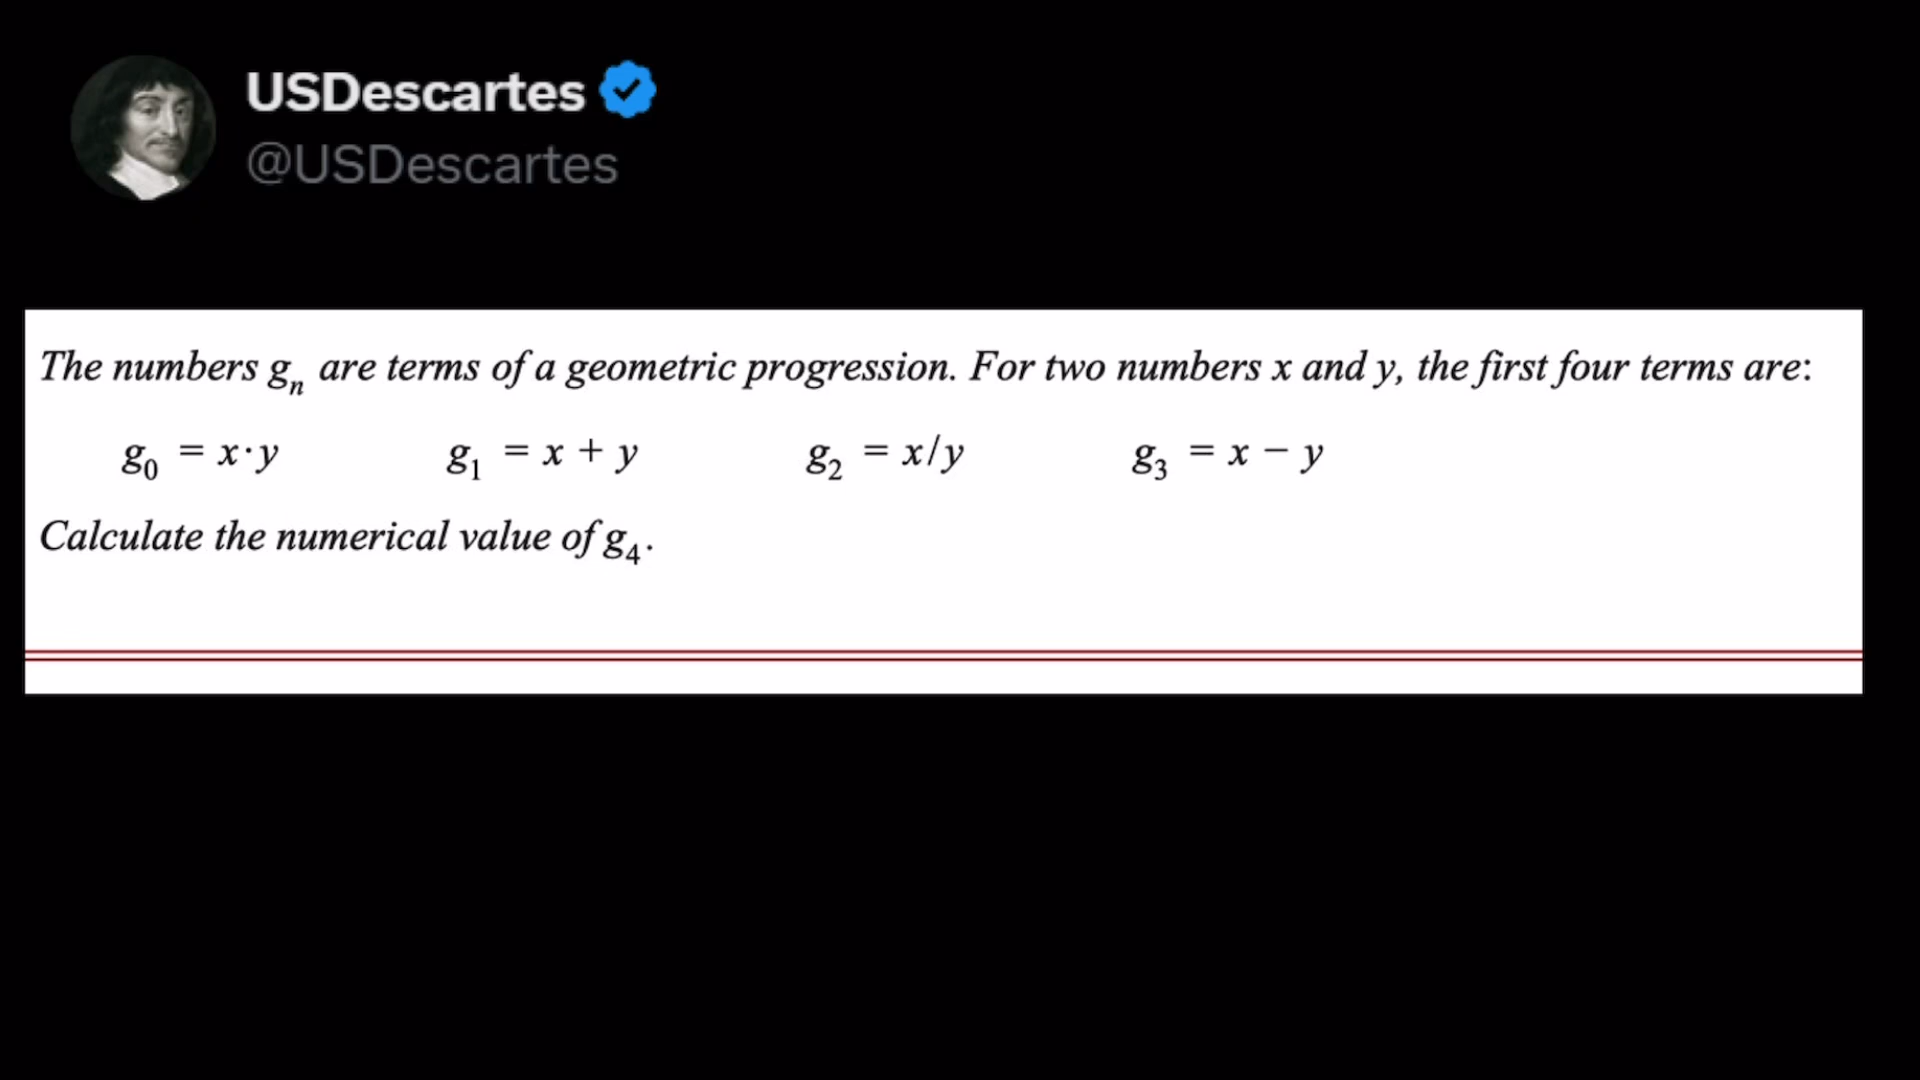 USDescartes
@USDescartes
The numbers gₙ are terms of a geometric progression. For two numbers x and y, the first four terms are:
g₀ = x·y g₁ = x + y g₂ = x/y g₃ = x − y
Calculate the numerical value of g₄.